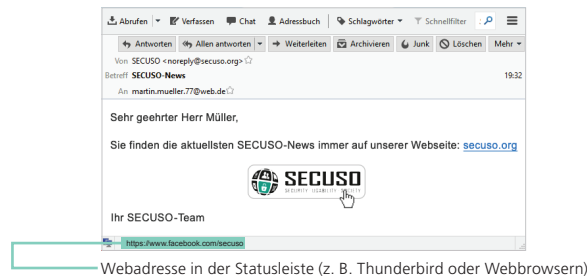 Abrufen Verfassen Chat Adressbuch Schlagwörter Schnellfilter
Antworten Allen antworten Weiterleiten Archivieren Junk Löschen Mehr
Von SECUSO <noreply@secuso.org>
Betreff SECUSO-News 19:32
An martin.mueller.77@web.de
Sehr geehrter Herr Müller,
Sie finden die aktuellsten SECUSO-News immer auf unserer Webseite: secuso.org
SECUSO
SECURITY USABILITY SOCIETY
Ihr SECUSO-Team
https://www.facebook.com/secuso
Webadresse in der Statusleiste (z. B. Thunderbird oder Webbrowsern)